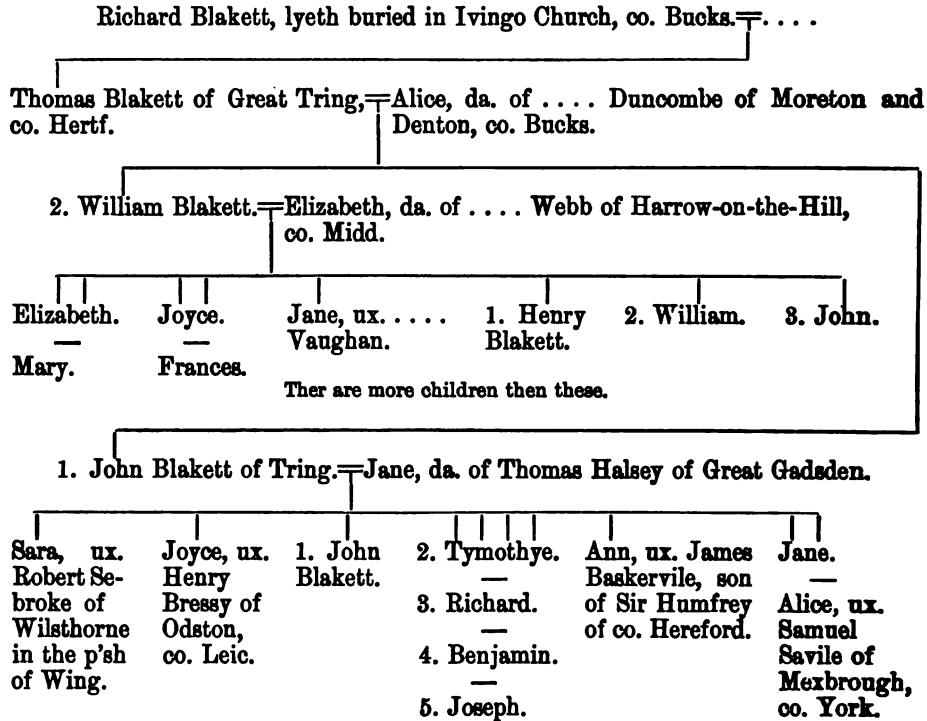 Richard Blakett, lyeth buried in Ivingo Church, co. Bucks.=. . . .
Thomas Blakett of Great Tring,=Alice, da. of . . . . Duncombe of Moreton and
co. Hertf. Denton, co. Bucks.
2. William Blakett.=Elizabeth, da. of . . . . Webb of Harrow-on-the-Hill,
co. Midd.
Elizabeth.
—
Mary.
Joyce.
—
Frances.
Jane, ux. . . . .
Vaughan.
1. Henry
Blakett.
2. William.
3. John.
Ther are more children then these.
1. John Blakett of Tring.=Jane, da. of Thomas Halsey of Great Gadsden.
Sara, ux.
Robert Se-
broke of
Wilsthorne
in the p'sh
of Wing.
Joyce, ux.
Henry
Bressy of
Odston,
co. Leic.
1. John
Blakett.
2. Tymothye.
—
3. Richard.
—
4. Benjamin.
—
5. Joseph.
Ann, ux. James
Baskervile, son
of Sir Humfrey
of co. Hereford.
Jane.
—
Alice, ux.
Samuel
Savile of
Mexbrough,
co. York.